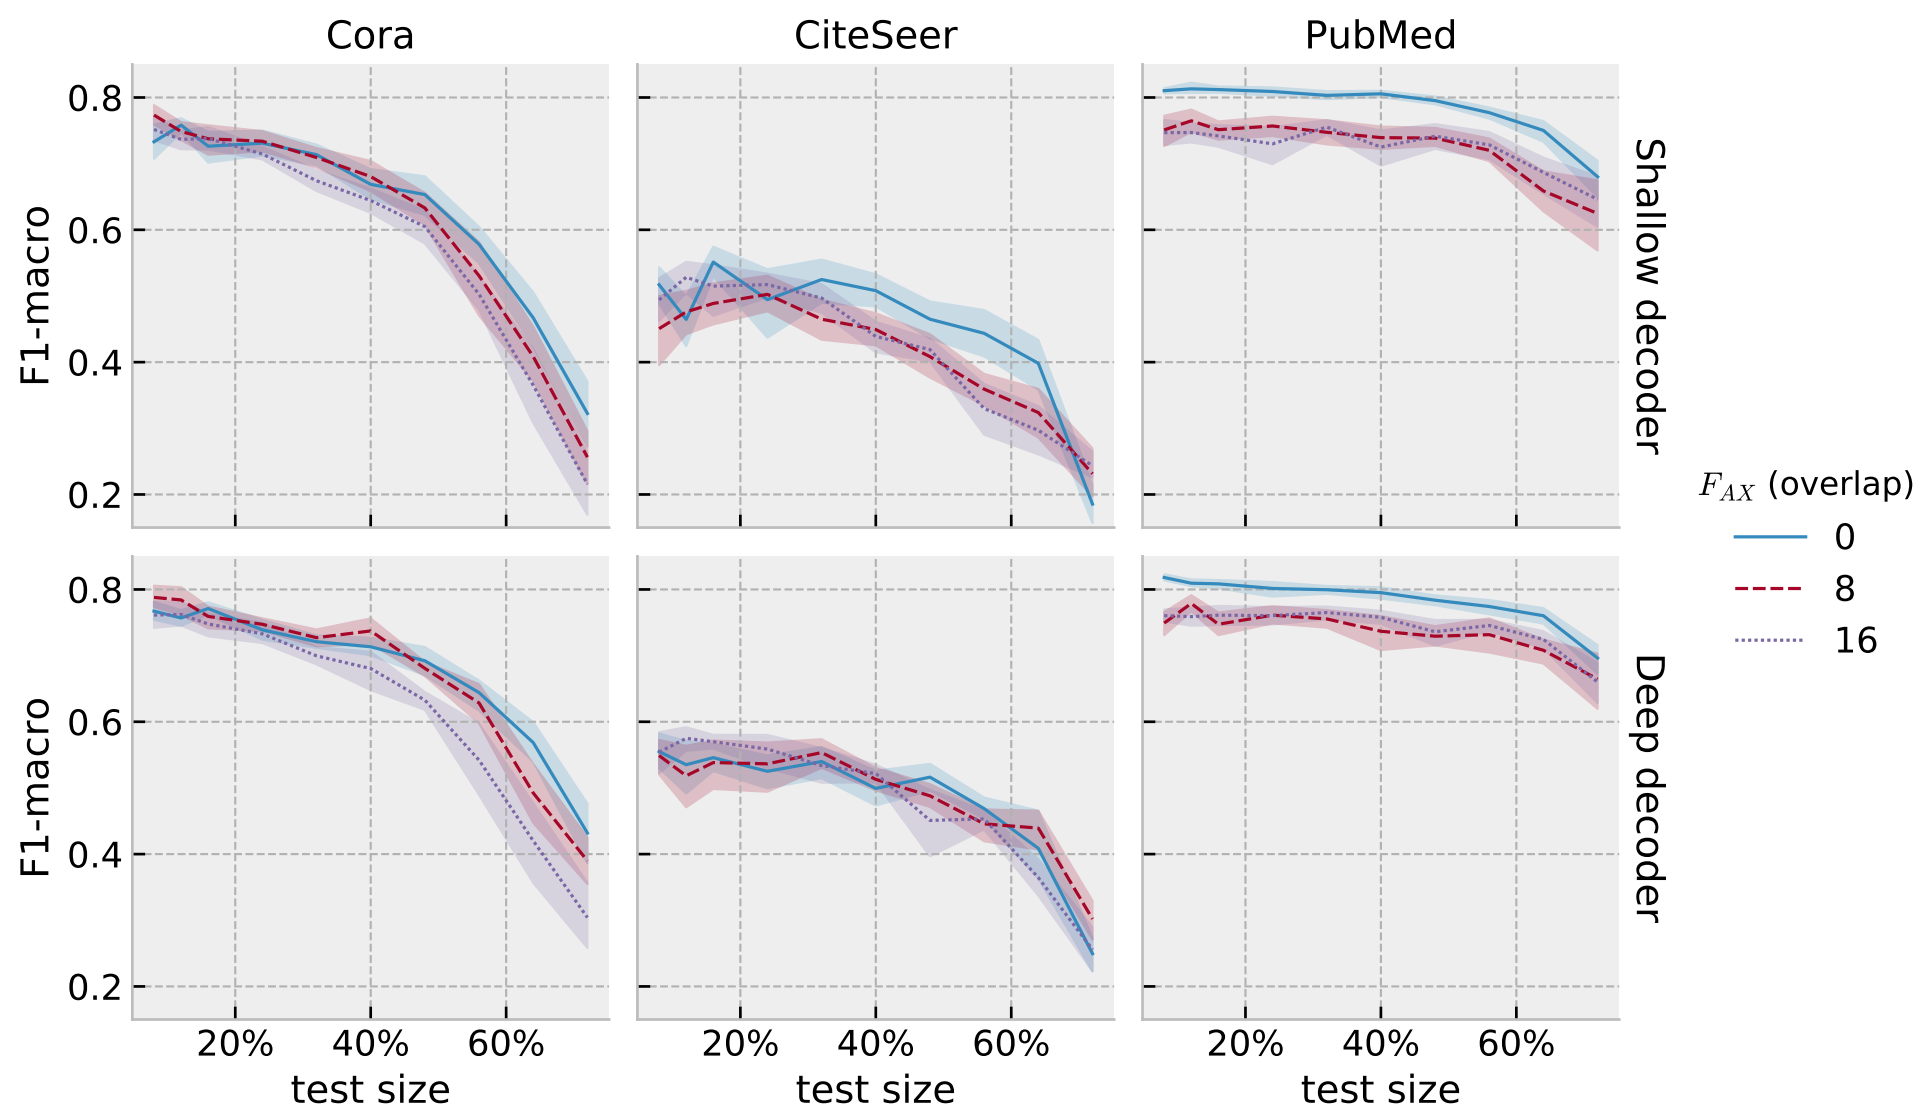 Cora
CiteSeer
PubMed
F1-macro
0.8
0.6
0.4
0.2
Shallow decoder
F1-macro
0.8
0.6
0.4
0.2
Deep decoder
20% 40% 60%
20% 40% 60%
20% 40% 60%
test size
test size
test size
F_AX (overlap)
0
8
16